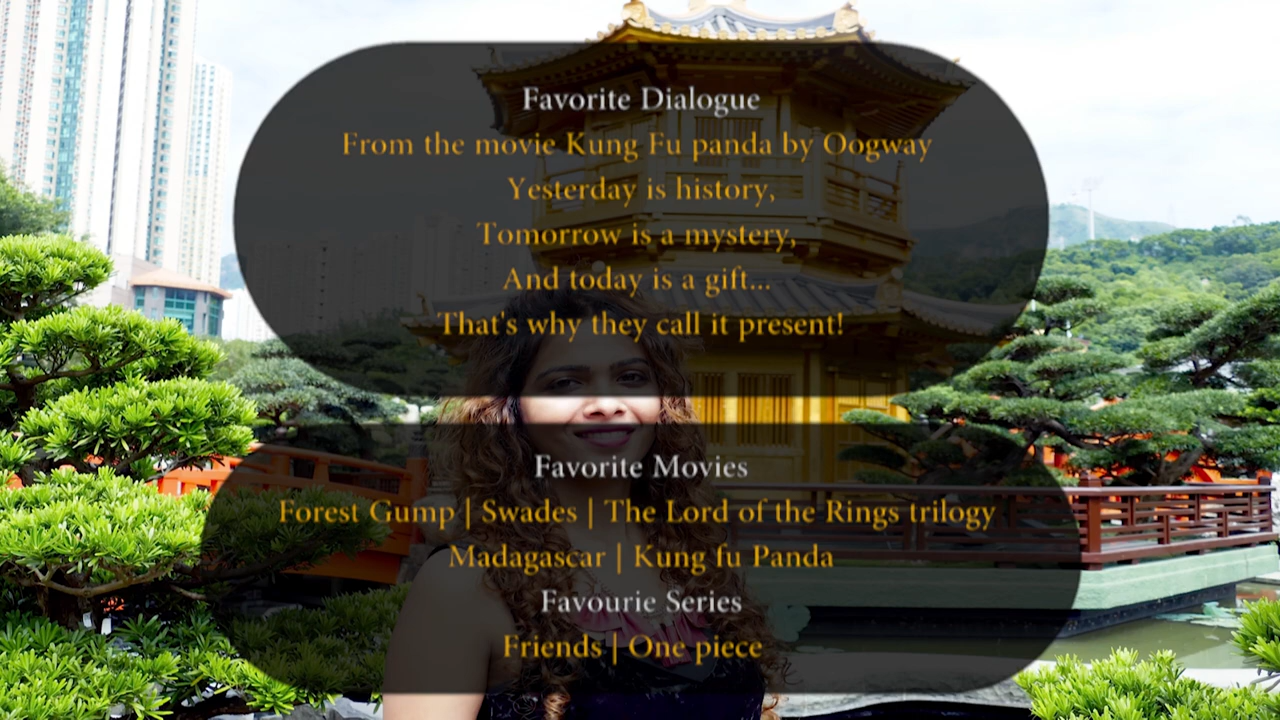 Favorite Dialogue
From the movie Kung Fu panda by Oogway
Yesterday is history,
Tomorrow is a mystery,
And today is a gift...
That's why they call it present!
Favorite Movies
Forest Gump | Swades | The Lord of the Rings trilogy
Madagascar | Kung fu Panda
Favourie Series
Friends | One piece